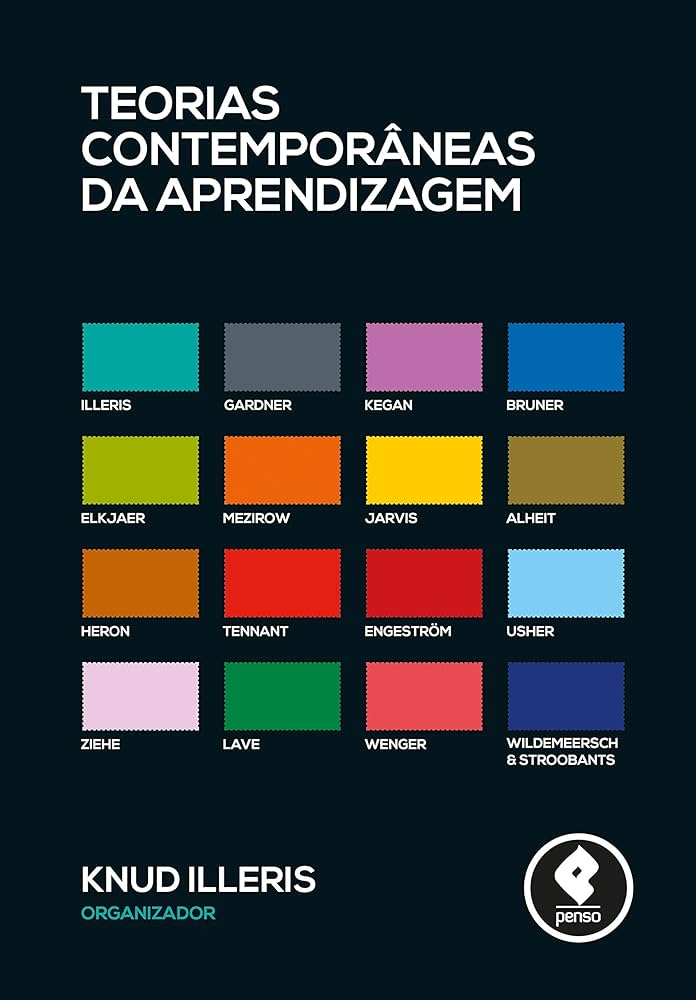 TEORIAS
CONTEMPORÂNEAS
DA APRENDIZAGEM
ILLERIS
GARDNER
KEGAN
BRUNER
ELKJAER
MEZIROW
JARVIS
ALHEIT
HERON
TENNANT
ENGESTRÖM
USHER
ZIEHE
LAVE
WENGER
WILDEMEERSCH
& STROOBANTS
KNUD ILLERIS
ORGANIZADOR
penso